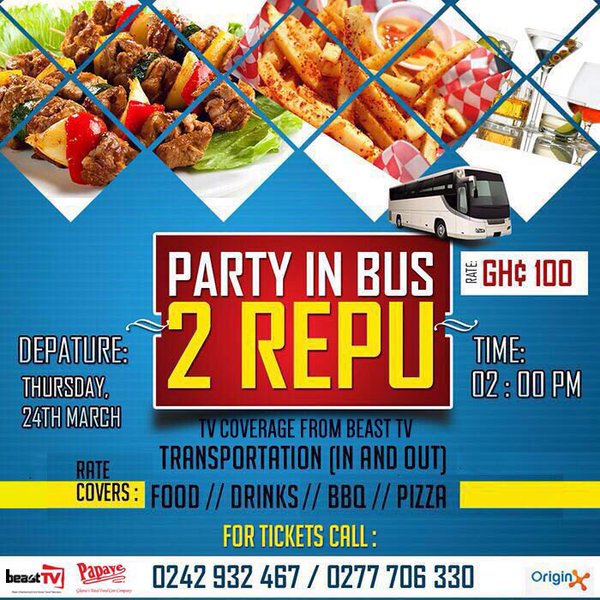 RATE: GH¢ 100
PARTY IN BUS
2 REPU
DEPATURE:
THURSDAY,
24TH MARCH
TIME:
02 : 00 PM
TV COVERAGE FROM BEAST TV
TRANSPORTATION (IN AND OUT)
RATE
COVERS : FOOD // DRINKS // BBQ // PIZZA
FOR TICKETS CALL :
beastTV
Papaye
0242 932 467 / 0277 706 330
OriginX